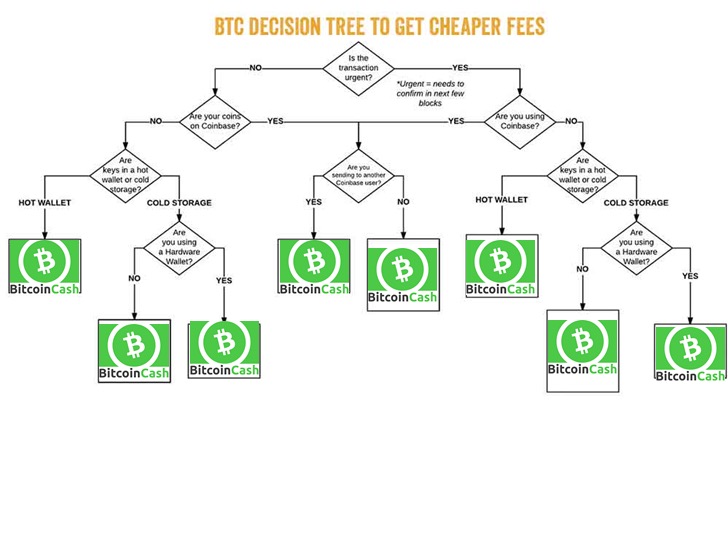 BTC DECISION TREE TO GET CHEAPER FEES
Is the
transaction
urgent?
NO
YES
*Urgent = needs to
confirm in next few
blocks
Are your coins
on Coinbase?
NO
YES
Are you using
Coinbase?
YES
NO
Are
keys in a hot
wallet or cold
storage?
Are you
sending to another
Coinbase user?
Are
keys in a hot
wallet or cold
storage?
HOT WALLET
COLD STORAGE
YES
NO
HOT WALLET
COLD STORAGE
Are
you using
a Hardware
Wallet?
Are
you using
a Hardware
Wallet?
BitcoinCash
BitcoinCash
BitcoinCash
BitcoinCash
NO
YES
NO
YES
BitcoinCash
BitcoinCash
BitcoinCash
BitcoinCash